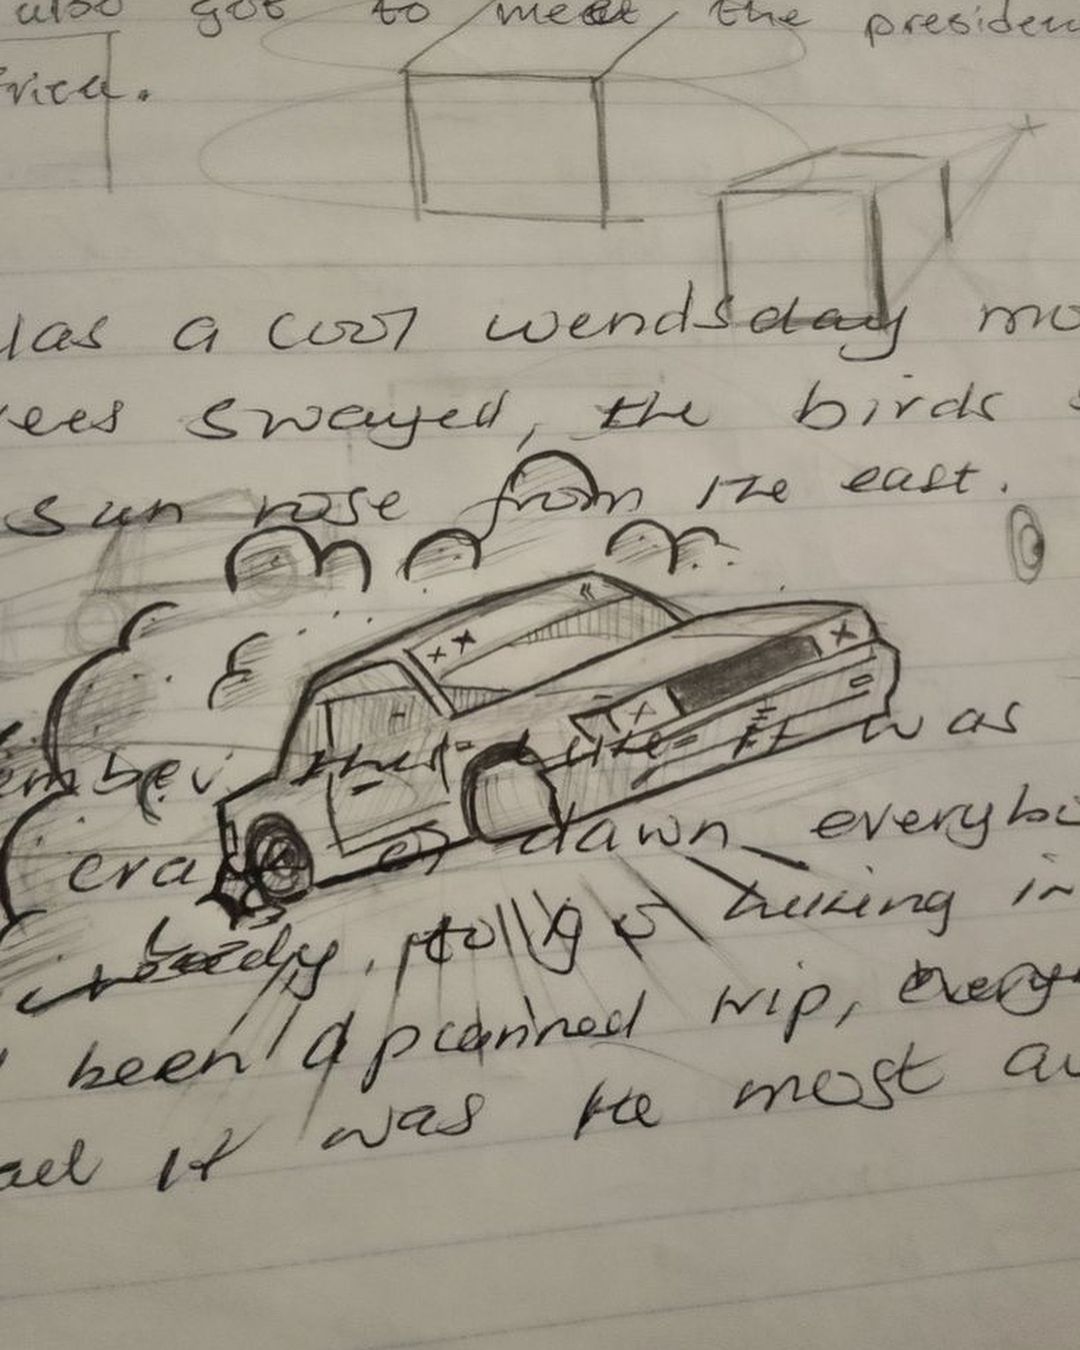 also got to meet the presiden
frica.
Was a cool wendsday mo
rees swayed, the birds s
sun rose from the east.
ember this like it was
crack of dawn everybo
ready, hiking in
been a planned trip, every
ael it was the most au